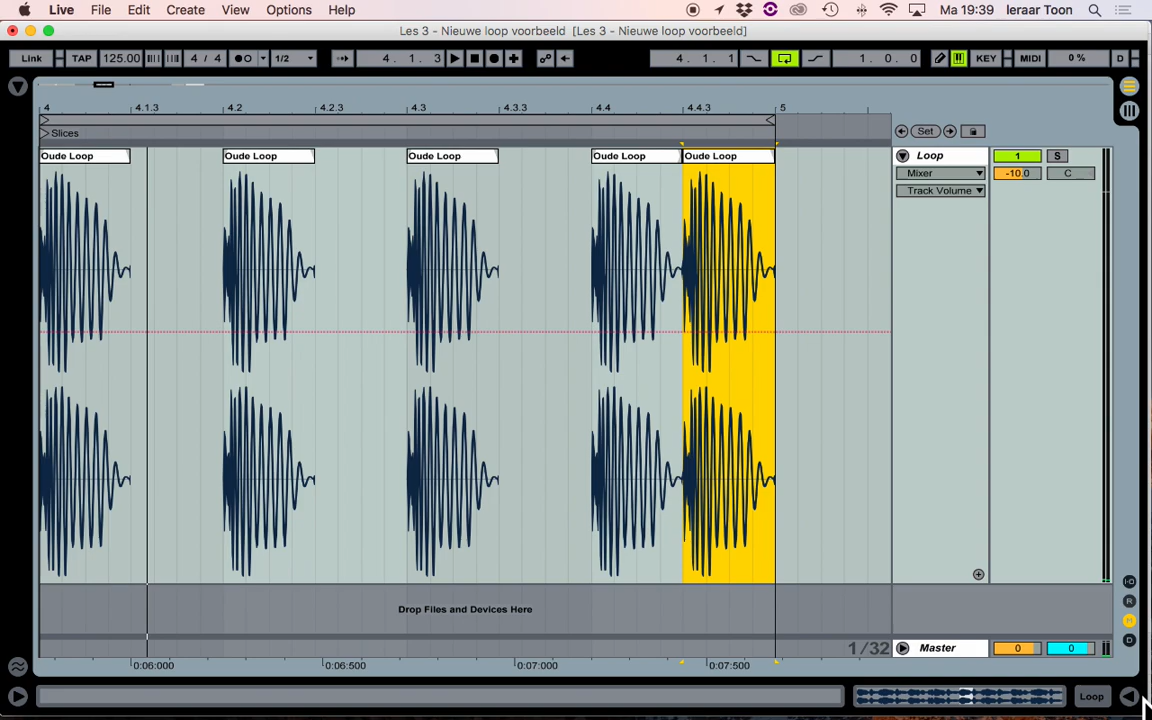 Live File Edit Create View Options Help Ma 19:39 leraar Toon
Les 3 - Nieuwe loop voorbeeld [Les 3 - Nieuwe loop voorbeeld]
Link TAP 125.00 4 / 4 1/2 4. 1. 3 4. 1. 1 1. 0. 0 KEY MIDI 0 % D
4 4.1.3 4.2 4.2.3 4.3 4.3.3 4.4 4.4.3 5
Slices Set
Oude Loop Oude Loop Oude Loop Oude Loop Oude Loop Loop 1 S
Mixer -10.0 C
Track Volume
I·O
R
M
D
Drop Files and Devices Here
1/32 Master 0 0
0:06:000 0:06:500 0:07:000 0:07:500
Loop